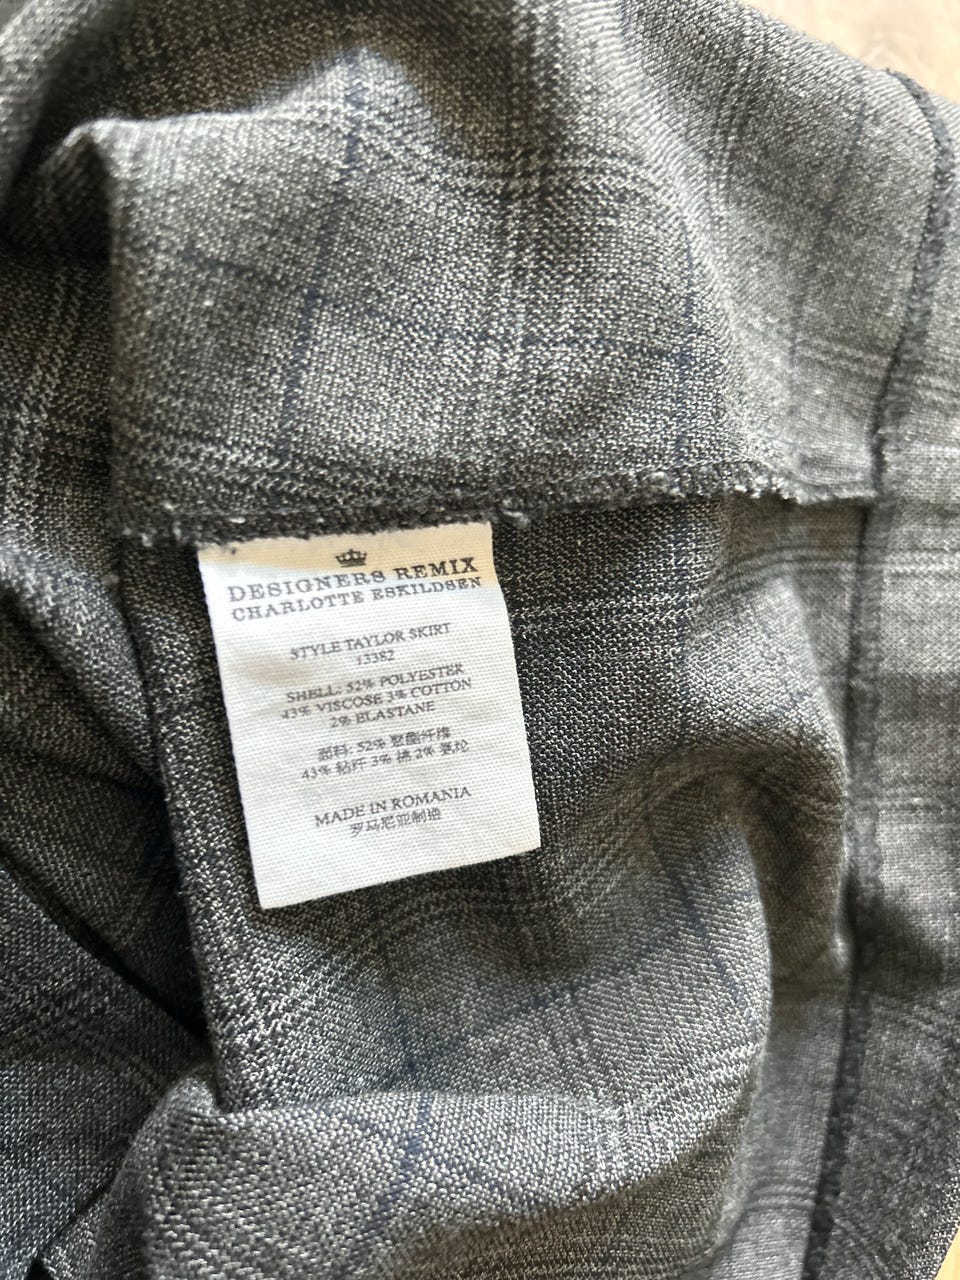 DESIGNERS REMIX
CHARLOTTE ESKILDSEN
STYLE TAYLOR SKIRT
13382
SHELL: 52% POLYESTER
43% VISCOSE 3% COTTON
2% ELASTANE
面料: 52% 聚酯纤维
43% 粘纤 3% 棉 2% 氨纶
MADE IN ROMANIA
罗马尼亚制造